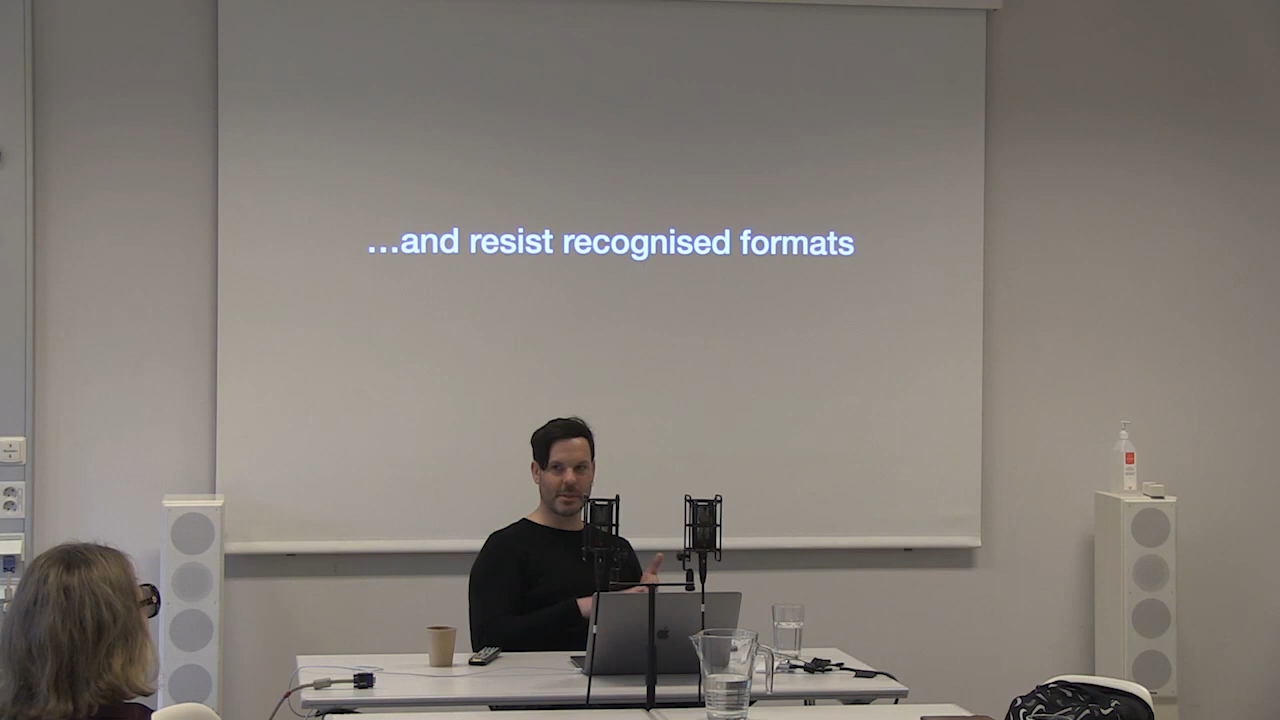 …and resist recognised formats